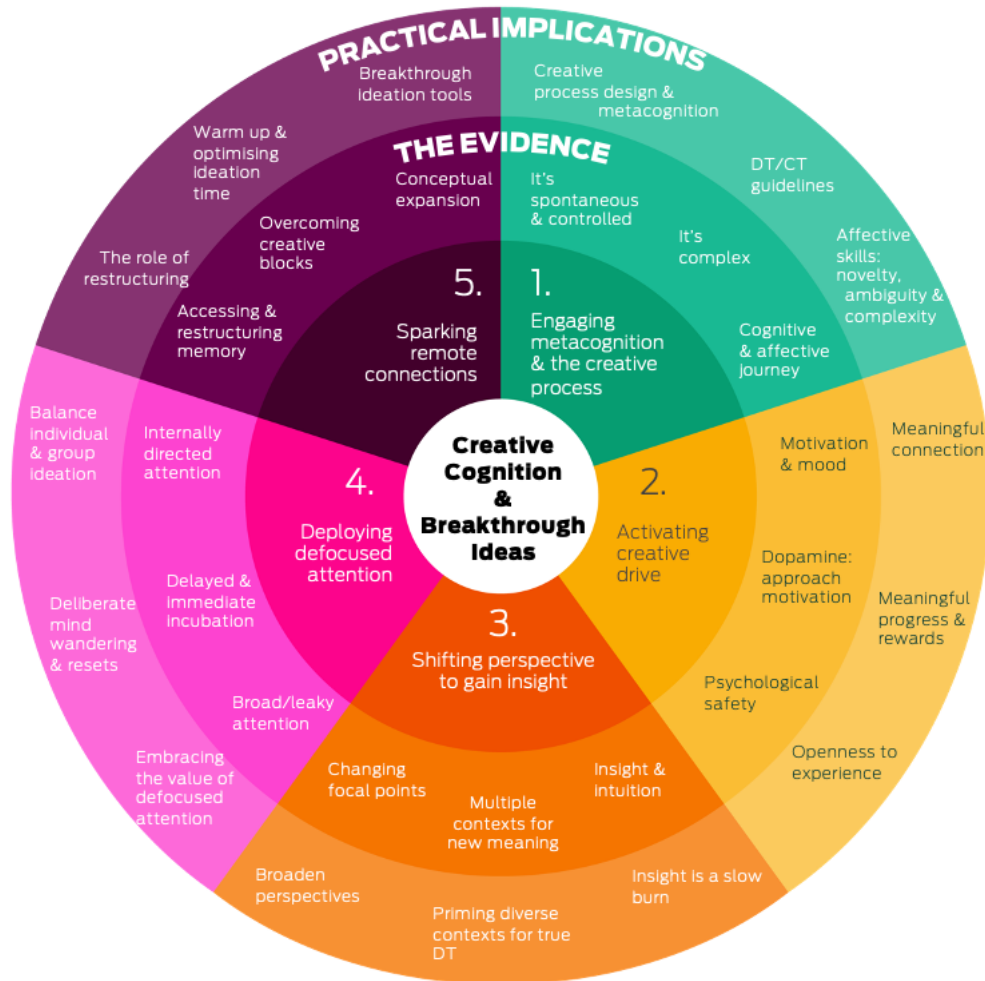 PRACTICAL IMPLICATIONS
THE EVIDENCE
Creative
Cognition
&
Breakthrough
Ideas
1.
Engaging
metacognition
& the creative
process
It's
spontaneous
& controlled
It's
complex
Cognitive
& affective
journey
Creative
process design &
metacognition
DT/CT
guidelines
Affective
skills:
novelty,
ambiguity &
complexity
2.
Activating
creative
drive
Motivation
& mood
Dopamine:
approach
motivation
Psychological
safety
Meaningful
connection
Meaningful
progress &
rewards
Openness to
experience
3.
Shifting perspective
to gain insight
Insight &
intuition
Multiple
contexts for
new meaning
Changing
focal points
Insight is a slow
burn
Priming diverse
contexts for true
DT
Broaden
perspectives
4.
Deploying
defocused
attention
Broad/leaky
attention
Delayed &
immediate
incubation
Internally
directed
attention
Embracing
the value of
defocused
attention
Deliberate
mind
wandering
& resets
Balance
individual
& group
ideation
5.
Sparking
remote
connections
Accessing &
restructuring
memory
Overcoming
creative
blocks
Conceptual
expansion
The role of
restructuring
Warm up &
optimising
ideation
time
Breakthrough
ideation tools